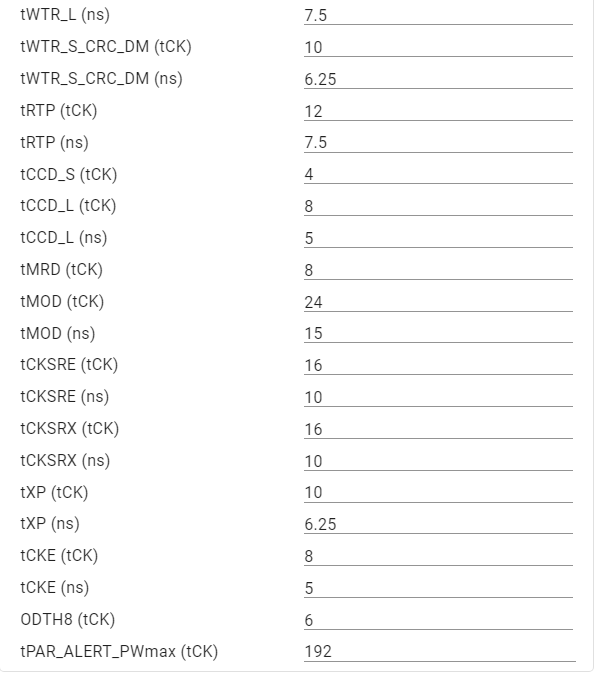 tWTR_L (ns) 7.5
tWTR_S_CRC_DM (tCK) 10
tWTR_S_CRC_DM (ns) 6.25
tRTP (tCK) 12
tRTP (ns) 7.5
tCCD_S (tCK) 4
tCCD_L (tCK) 8
tCCD_L (ns) 5
tMRD (tCK) 8
tMOD (tCK) 24
tMOD (ns) 15
tCKSRE (tCK) 16
tCKSRE (ns) 10
tCKSRX (tCK) 16
tCKSRX (ns) 10
tXP (tCK) 10
tXP (ns) 6.25
tCKE (tCK) 8
tCKE (ns) 5
ODTH8 (tCK) 6
tPAR_ALERT_PWmax (tCK) 192